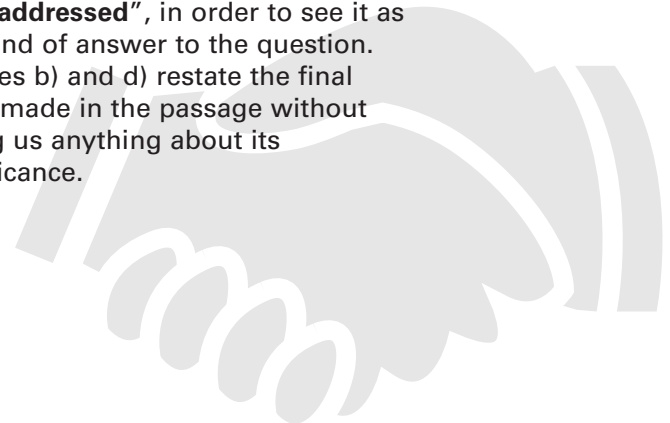 addressed", in order to see it as
nd of answer to the question.
es b) and d) restate the final
made in the passage without
g us anything about its
icance.